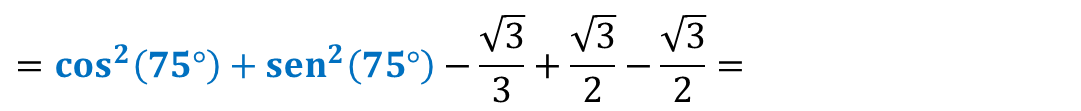 = cos²(75°) + sen²(75°) − √3/3 + √3/2 − √3/2 =